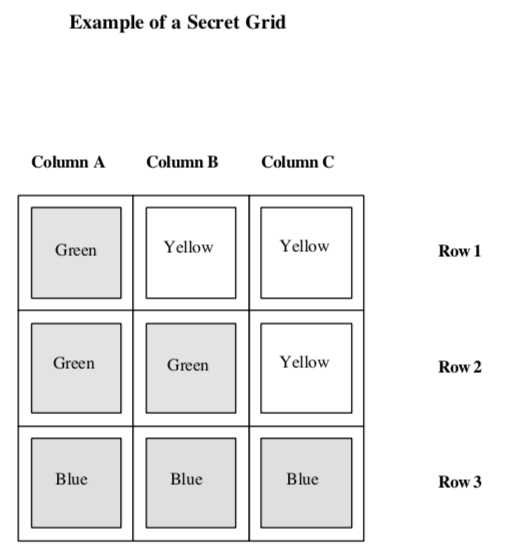 Example of a Secret Grid
Column A Column B Column C
Green Yellow Yellow Row 1
Green Green Yellow Row 2
Blue Blue Blue Row 3